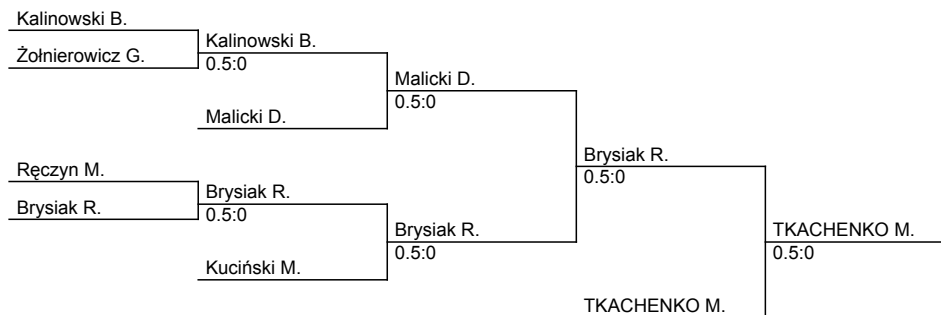 Kalinowski B.
Żołnierowicz G.
Kalinowski B.
0.5:0
Malicki D.
Malicki D.
0.5:0
Ręczyn M.
Brysiak R.
Brysiak R.
0.5:0
Kuciński M.
Brysiak R.
0.5:0
Brysiak R.
0.5:0
TKACHENKO M.
TKACHENKO M.
0.5:0